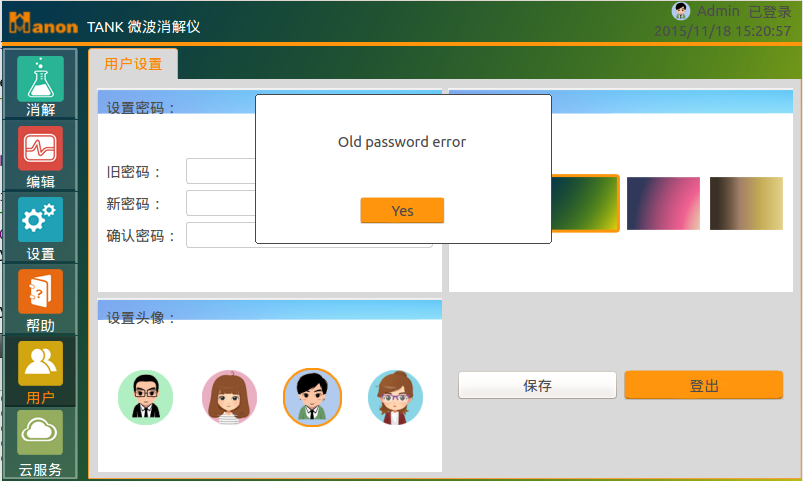 Hanon TANK 微波消解仪
Admin 已登录
2015/11/18 15:20:57
消解
编辑
设置
帮助
用户
云服务
用户设置
设置密码：
旧密码：
新密码：
确认密码：
Old password error
Yes
设置头像：
保存
登出